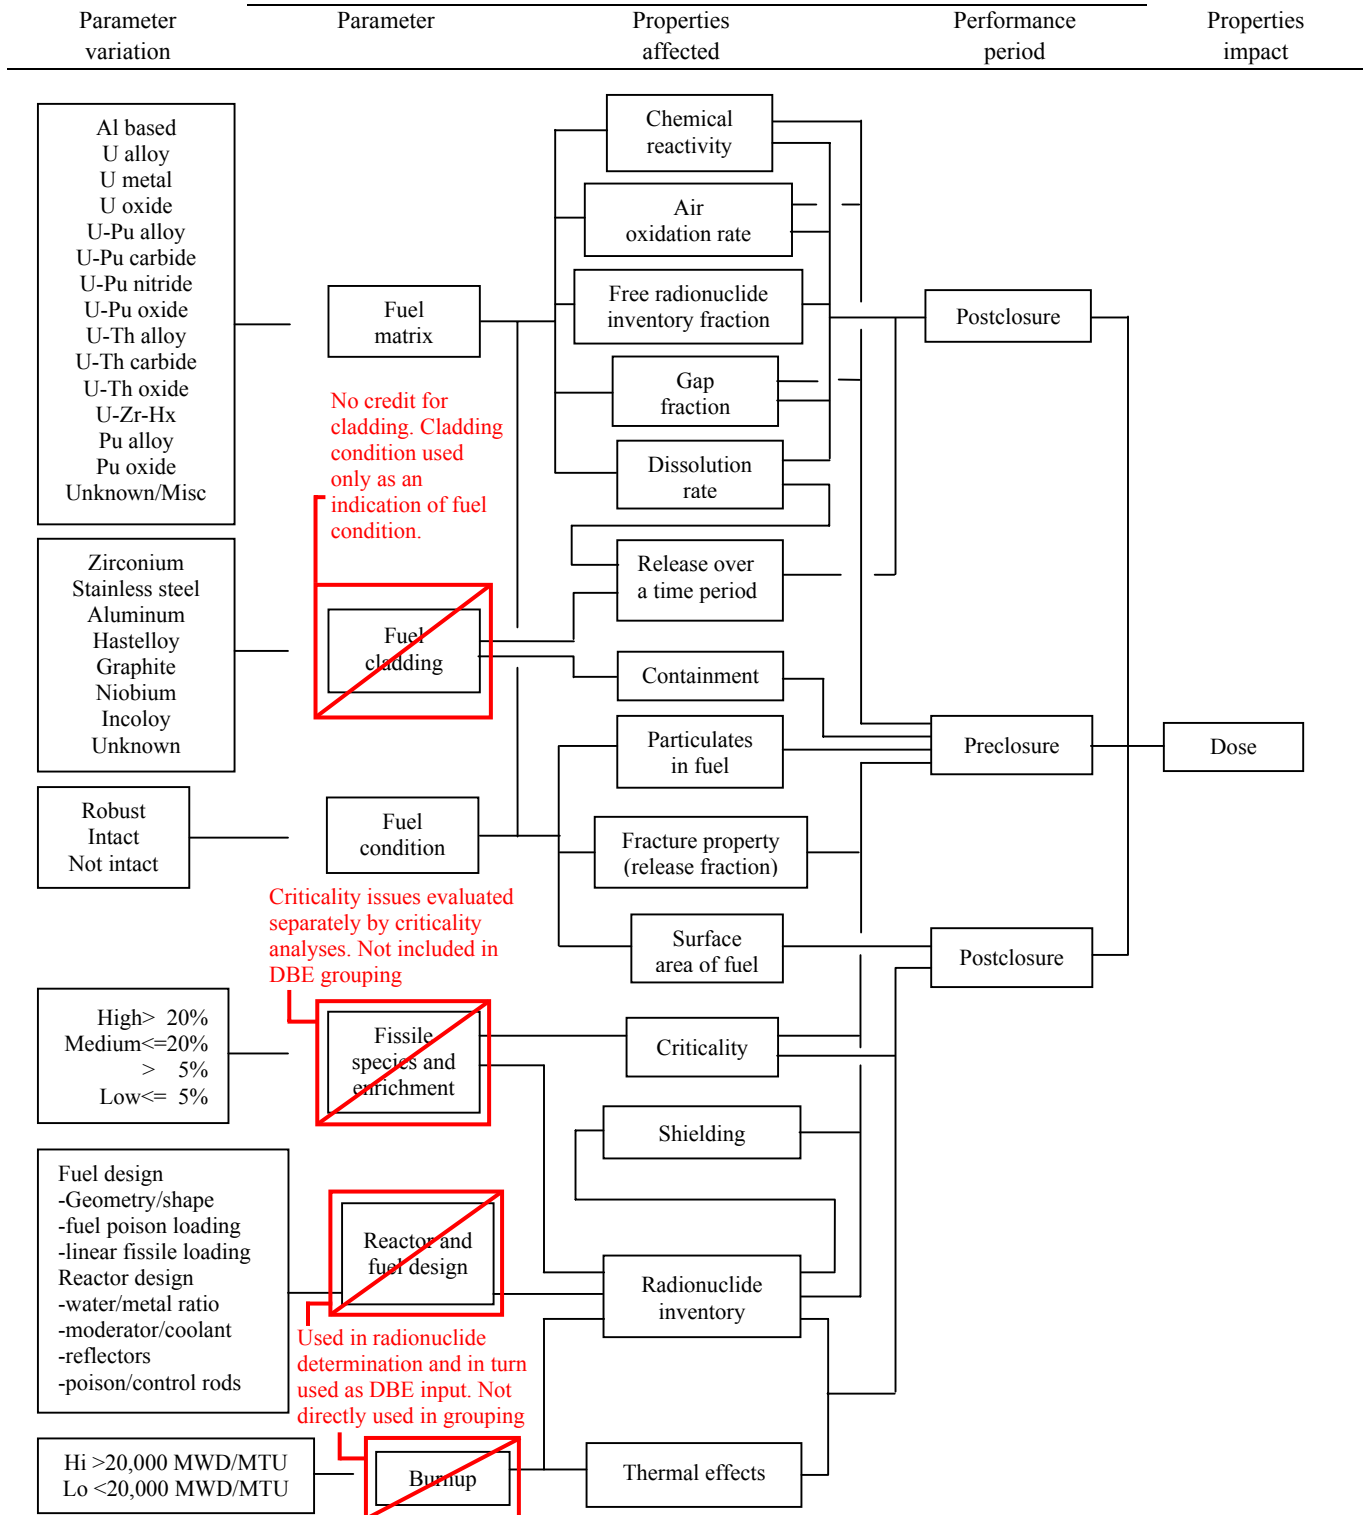 Parameter
variation
Parameter
Properties
affected
Performance
period
Properties
impact
Al based
U alloy
U metal
U oxide
U-Pu alloy
U-Pu carbide
U-Pu nitride
U-Pu oxide
U-Th alloy
U-Th carbide
U-Th oxide
U-Zr-Hx
Pu alloy
Pu oxide
Unknown/Misc
Fuel
matrix
Chemical
reactivity
Air
oxidation rate
Free radionuclide
inventory fraction
Gap
fraction
Dissolution
rate
Postclosure
No credit for
cladding. Cladding
condition used
only as an
indication of fuel
condition.
Zirconium
Stainless steel
Aluminum
Hastelloy
Graphite
Niobium
Incoloy
Unknown
Fuel
cladding
Release over
a time period
Containment
Particulates
in fuel
Preclosure
Dose
Robust
Intact
Not intact
Fuel
condition
Fracture property
(release fraction)
Surface
area of fuel
Postclosure
Criticality issues evaluated
separately by criticality
analyses. Not included in
DBE grouping
High> 20%
Medium<=20%
> 5%
Low<= 5%
Fissile
species and
enrichment
Criticality
Shielding
Fuel design
-Geometry/shape
-fuel poison loading
-linear fissile loading
Reactor design
-water/metal ratio
-moderator/coolant
-reflectors
-poison/control rods
Reactor and
fuel design
Radionuclide
inventory
Used in radionuclide
determination and in turn
used as DBE input. Not
directly used in grouping
Hi >20,000 MWD/MTU
Lo <20,000 MWD/MTU
Burnup
Thermal effects